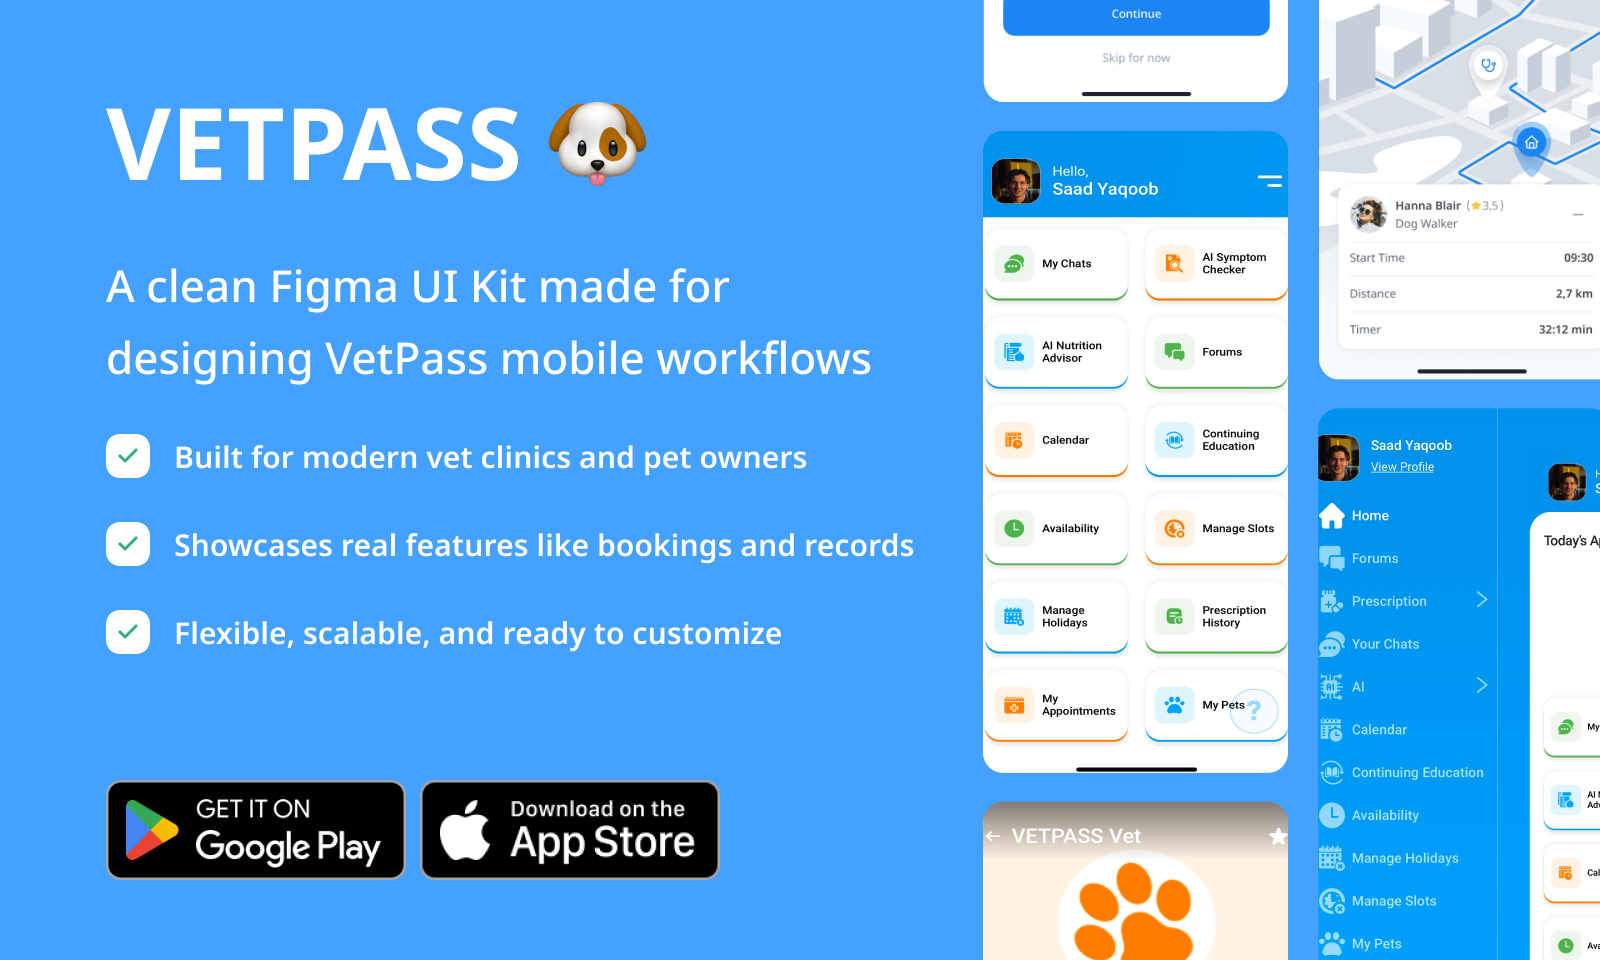 VETPASS
A clean Figma UI Kit made for
designing VetPass mobile workflows
Built for modern vet clinics and pet owners
Showcases real features like bookings and records
Flexible, scalable, and ready to customize
GET IT ON
Google Play
Download on the
App Store
Continue
Skip for now
Hello,
Saad Yaqoob
My Chats
AI Symptom
Checker
AI Nutrition
Advisor
Forums
Calendar
Continuing
Education
Availability
Manage Slots
Manage
Holidays
Prescription
History
My
Appointments
My Pets
?
VETPASS Vet
Hanna Blair (3,5)
Dog Walker
Start Time 09:30
Distance 2,7 km
Timer 32:12 min
Saad Yaqoob
View Profile
Home
Forums
Prescription
Your Chats
AI
Calendar
Continuing Education
Availability
Manage Holidays
Manage Slots
My Pets
Today's
My
AI